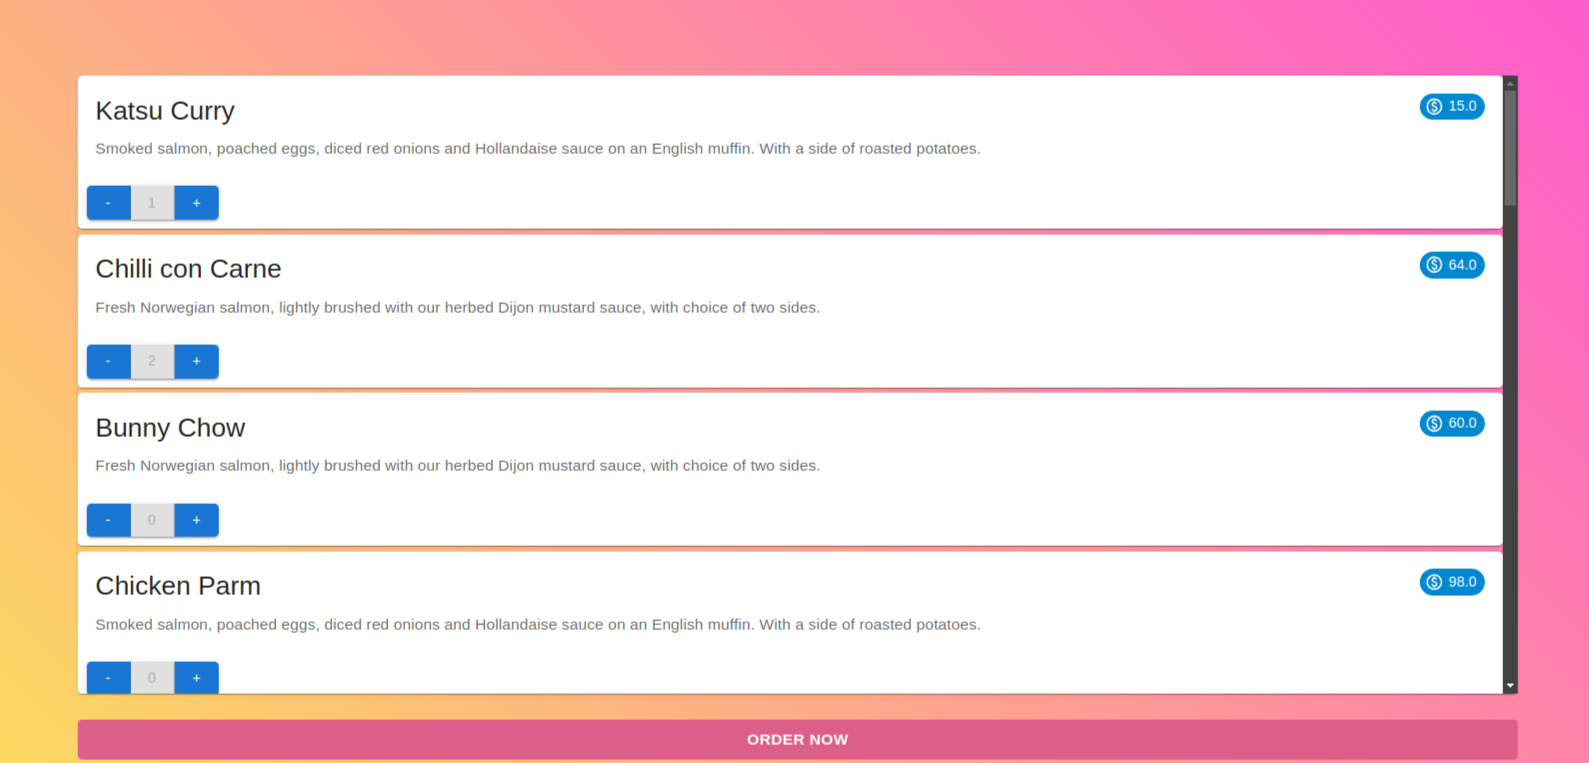 Katsu Curry
15.0
Smoked salmon, poached eggs, diced red onions and Hollandaise sauce on an English muffin. With a side of roasted potatoes.
- 1 +
Chilli con Carne
64.0
Fresh Norwegian salmon, lightly brushed with our herbed Dijon mustard sauce, with choice of two sides.
- 2 +
Bunny Chow
60.0
Fresh Norwegian salmon, lightly brushed with our herbed Dijon mustard sauce, with choice of two sides.
- 0 +
Chicken Parm
98.0
Smoked salmon, poached eggs, diced red onions and Hollandaise sauce on an English muffin. With a side of roasted potatoes.
- 0 +
ORDER NOW